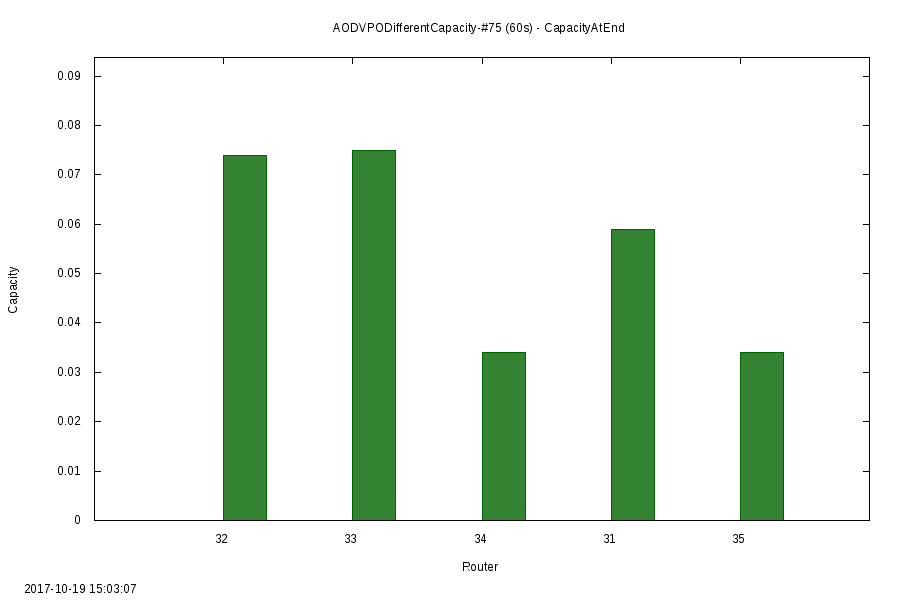 AODVPODifferentCapacity-#75 (60s) - CapacityAtEnd
0.09
0.08
0.07
0.06
0.05
0.04
0.03
0.02
0.01
0
Capacity
32 33 34 31 35
Router
2017-10-19 15:03:07